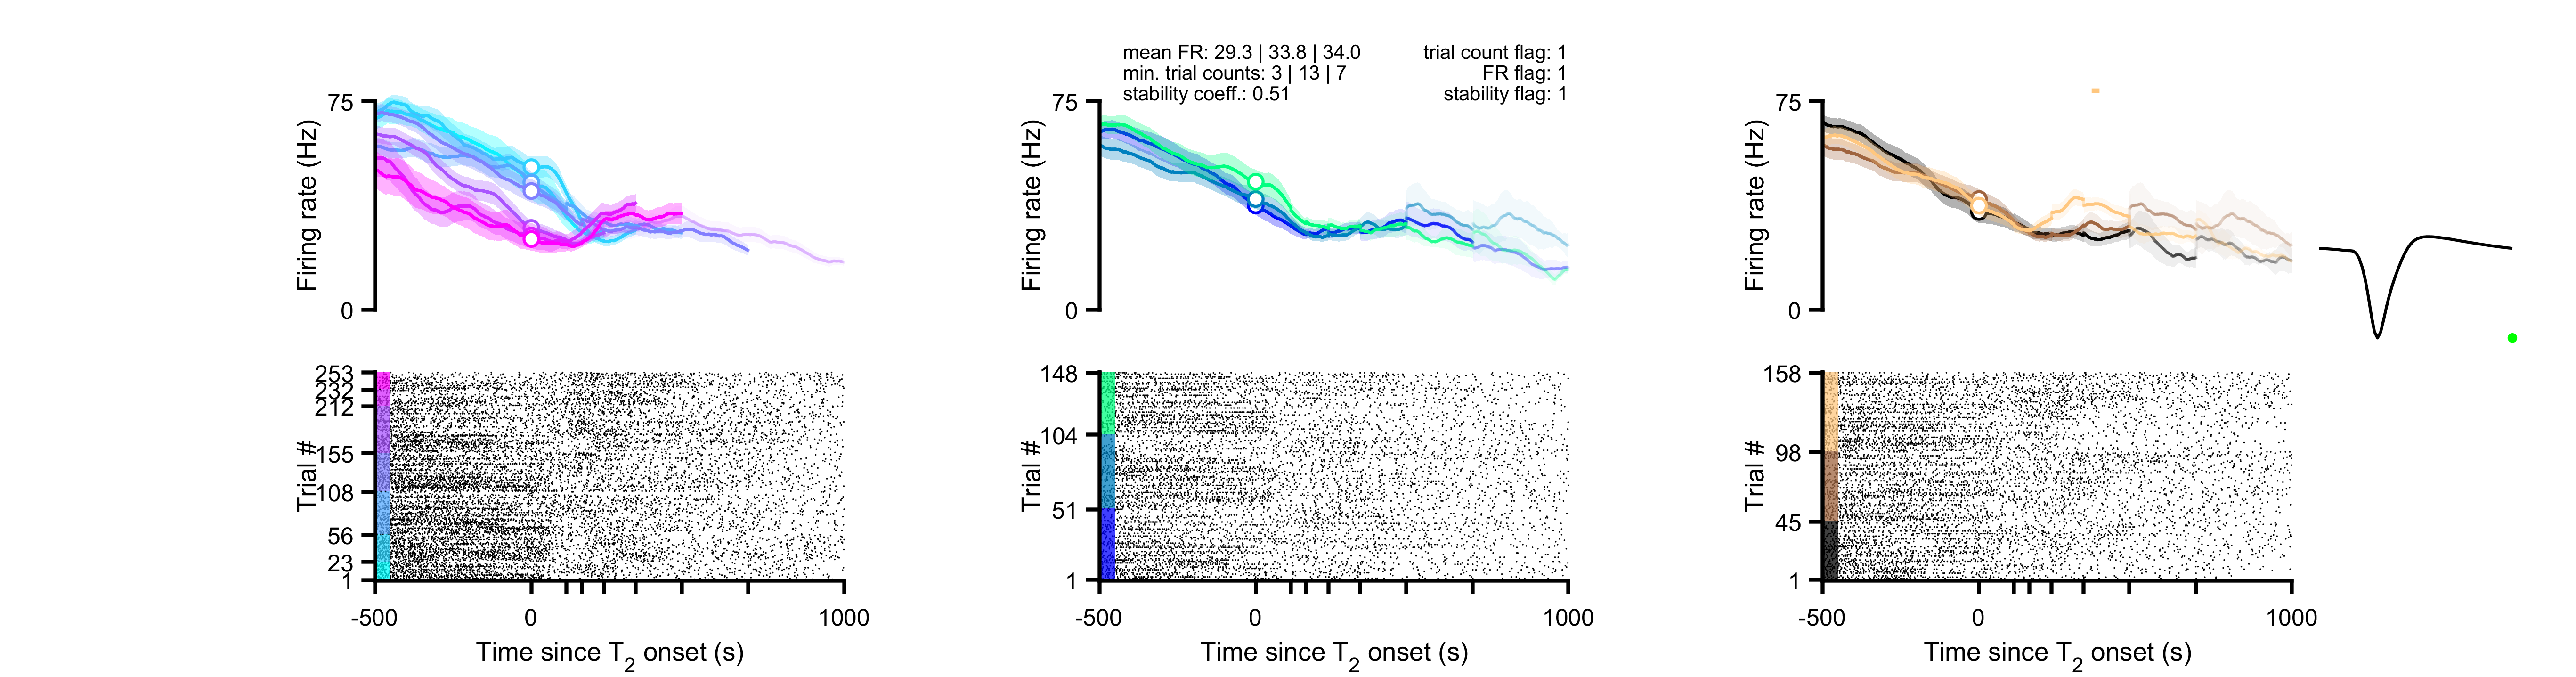 mean FR: 29.3 | 33.8 | 34.0
min. trial counts: 3 | 13 | 7
stability coeff.: 0.51
trial count flag: 1
FR flag: 1
stability flag: 1
75
0
Firing rate (Hz)
75
0
Firing rate (Hz)
75
0
Firing rate (Hz)
253
232
212
155
108
56
23
1
Trial #
-500
0
1000
Time since T2 onset (s)
148
104
51
1
Trial #
-500
0
1000
Time since T2 onset (s)
158
98
45
1
Trial #
-500
0
1000
Time since T2 onset (s)